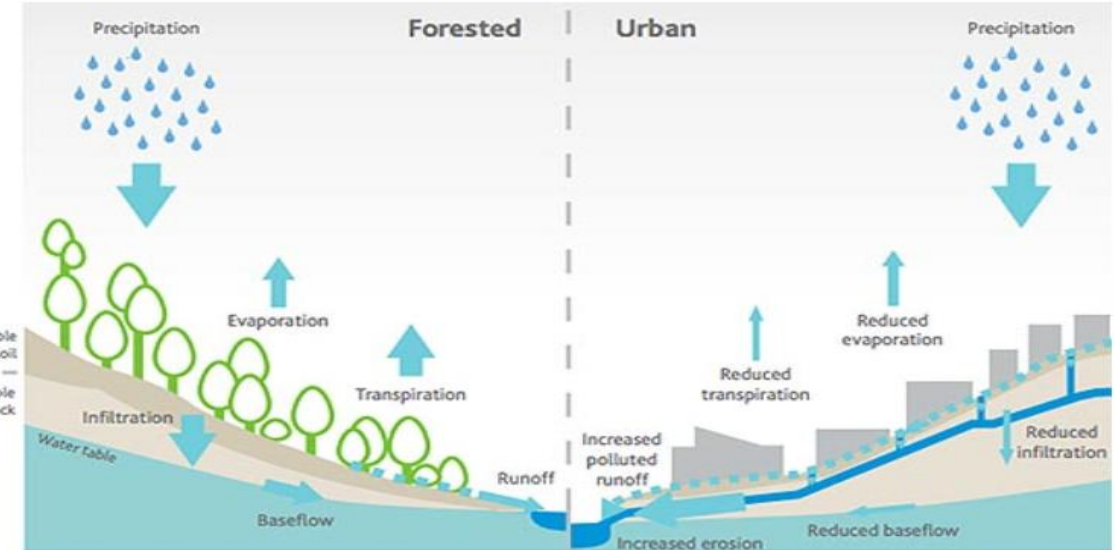 Precipitation
Forested
Urban
Precipitation
Evaporation
Transpiration
Infiltration
Water table
Runoff
Baseflow
Reduced
evaporation
Reduced
transpiration
Increased
polluted
runoff
Reduced
infiltration
Reduced baseflow
Increased erosion